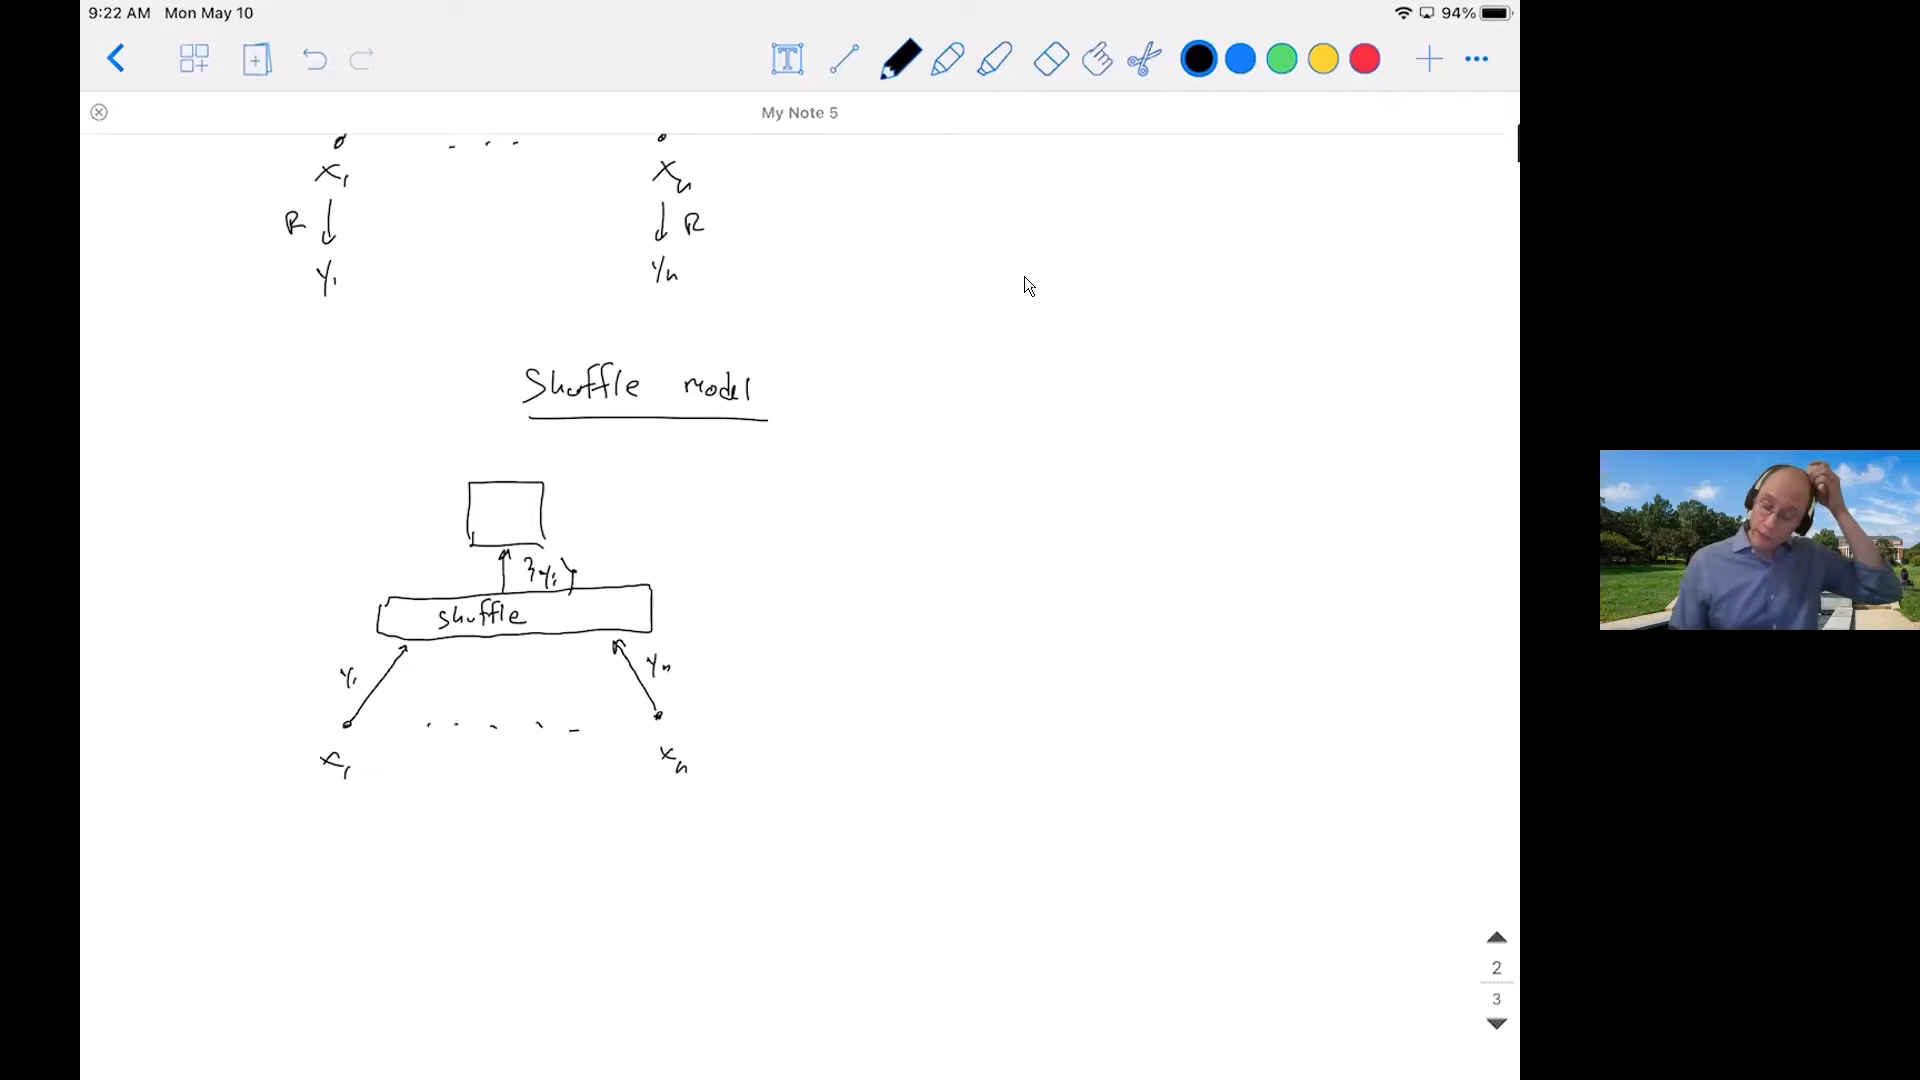 9:22 AM Mon May 10
94%
T
My Note 5
x₁ xₙ
R R
y₁ yₙ
Shuffle model
{yᵢ}
shuffle
y₁ yₙ
x₁ xₙ
2
3